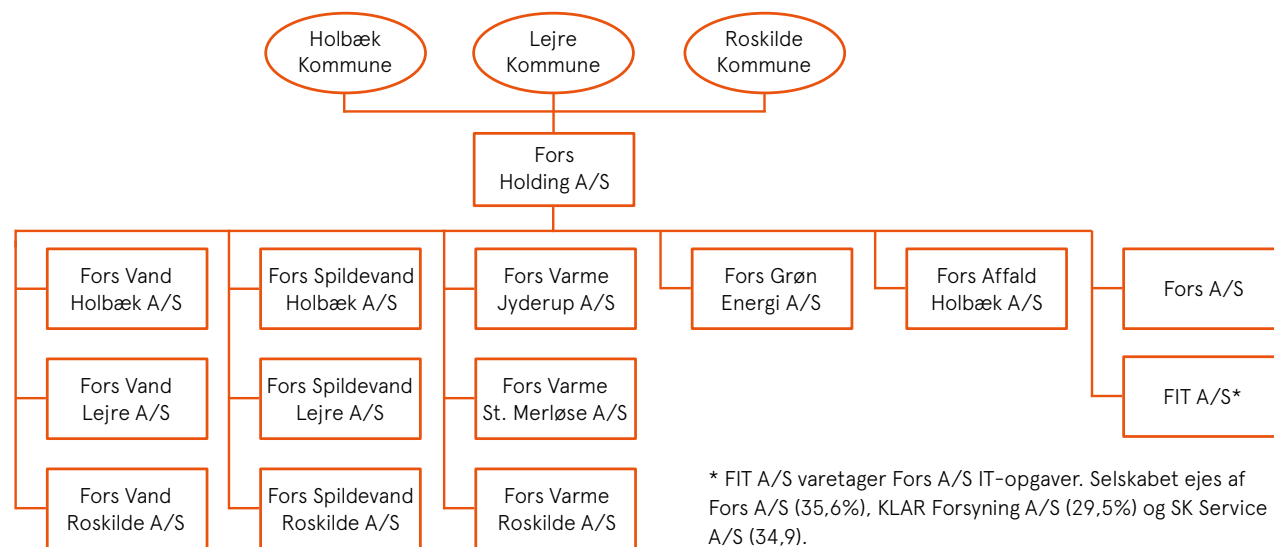 Holbæk
Kommune
Lejre
Kommune
Roskilde
Kommune
Fors
Holding A/S
Fors Vand
Holbæk A/S
Fors Spildevand
Holbæk A/S
Fors Varme
Jyderup A/S
Fors Grøn
Energi A/S
Fors Affald
Holbæk A/S
Fors A/S
Fors Vand
Lejre A/S
Fors Spildevand
Lejre A/S
Fors Varme
St. Merløse A/S
FIT A/S*
Fors Vand
Roskilde A/S
Fors Spildevand
Roskilde A/S
Fors Varme
Roskilde A/S
* FIT A/S varetager Fors A/S IT-opgaver. Selskabet ejes af
Fors A/S (35,6%), KLAR Forsyning A/S (29,5%) og SK Service
A/S (34,9).